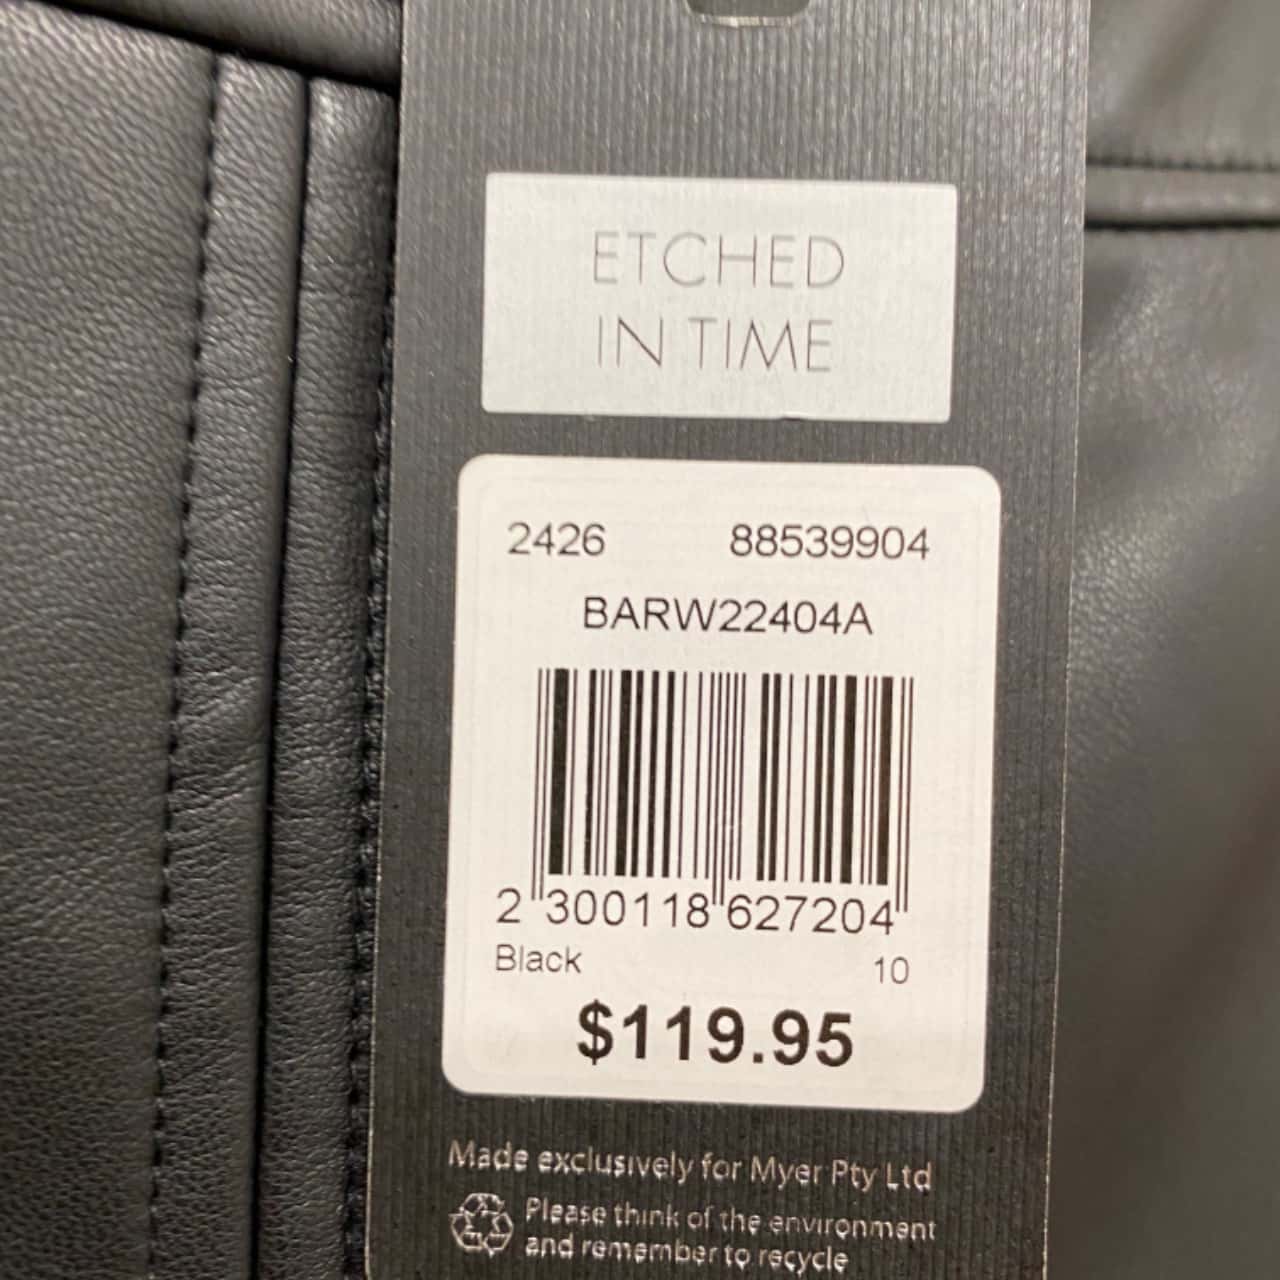 ETCHED
IN TIME
2426 88539904
BARW22404A
2 300118 627204
Black 10
$119.95
Made exclusively for Myer Pty Ltd
Please think of the environment
and remember to recycle